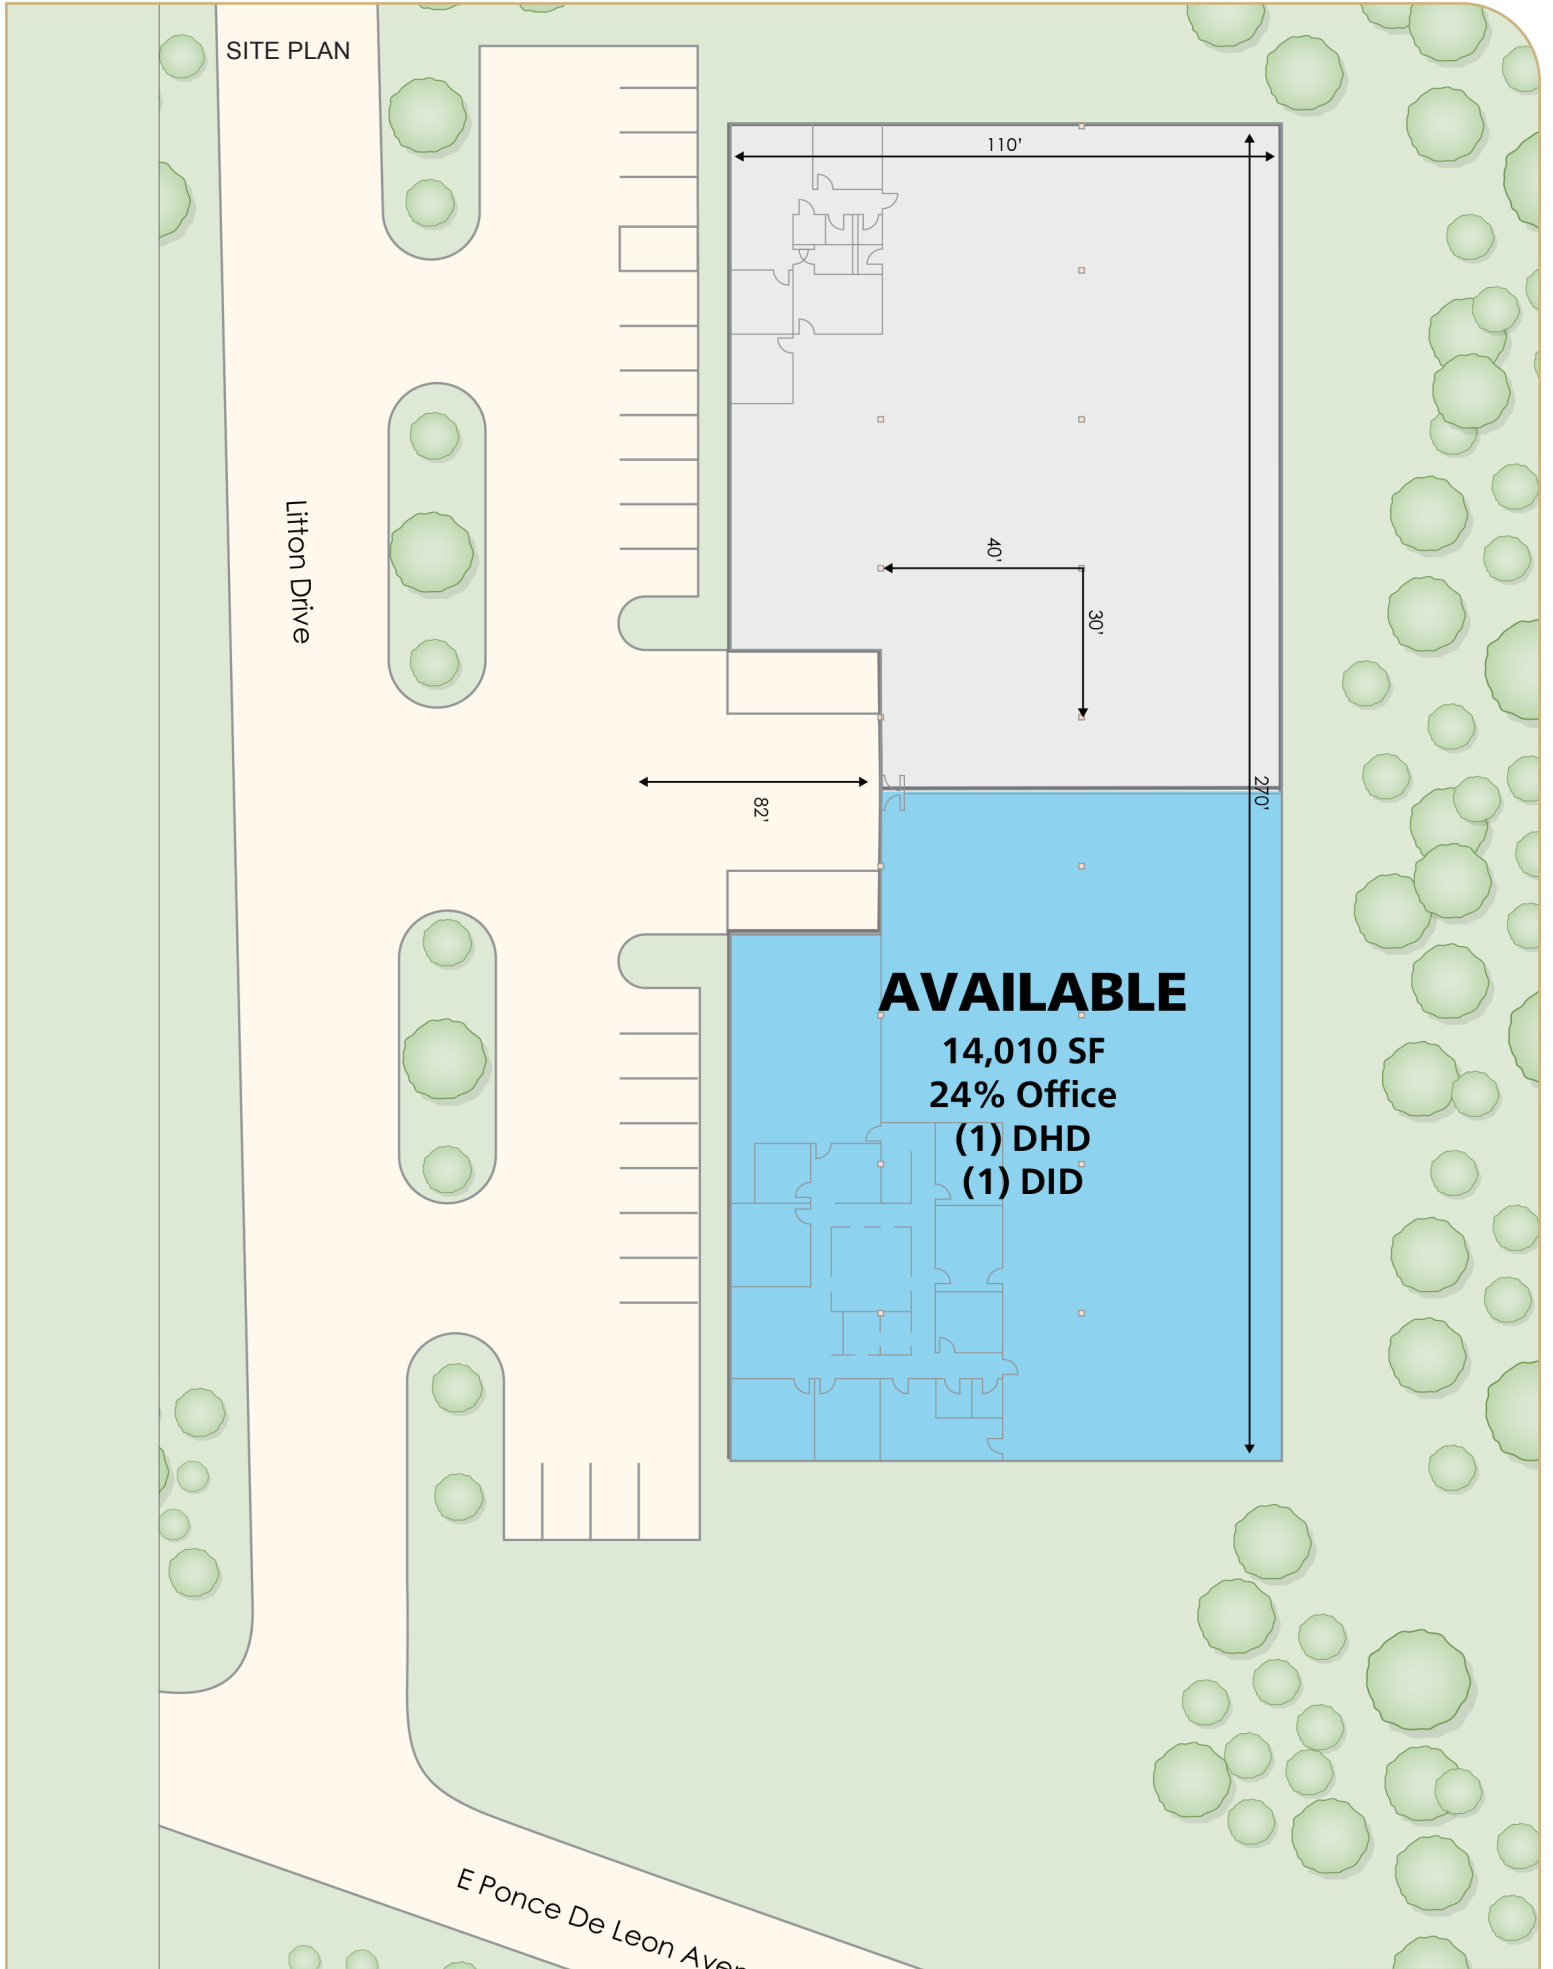 SITE PLAN
110'
Litton Drive
40'
30'
82'
270'
AVAILABLE
14,010 SF
24% Office
(1) DHD
(1) DID
E Ponce De Leon